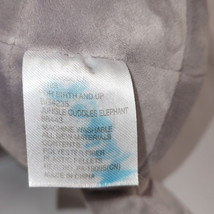 FOR BIRTH AND UP
JUNGLE CUDDLES ELEPHANT
MACHINE WASHABLE
ALL NEW MATERIALS
CONTENTS:
POLYESTER FIBER
PLASTIC PELLETS
MADE IN CHINA